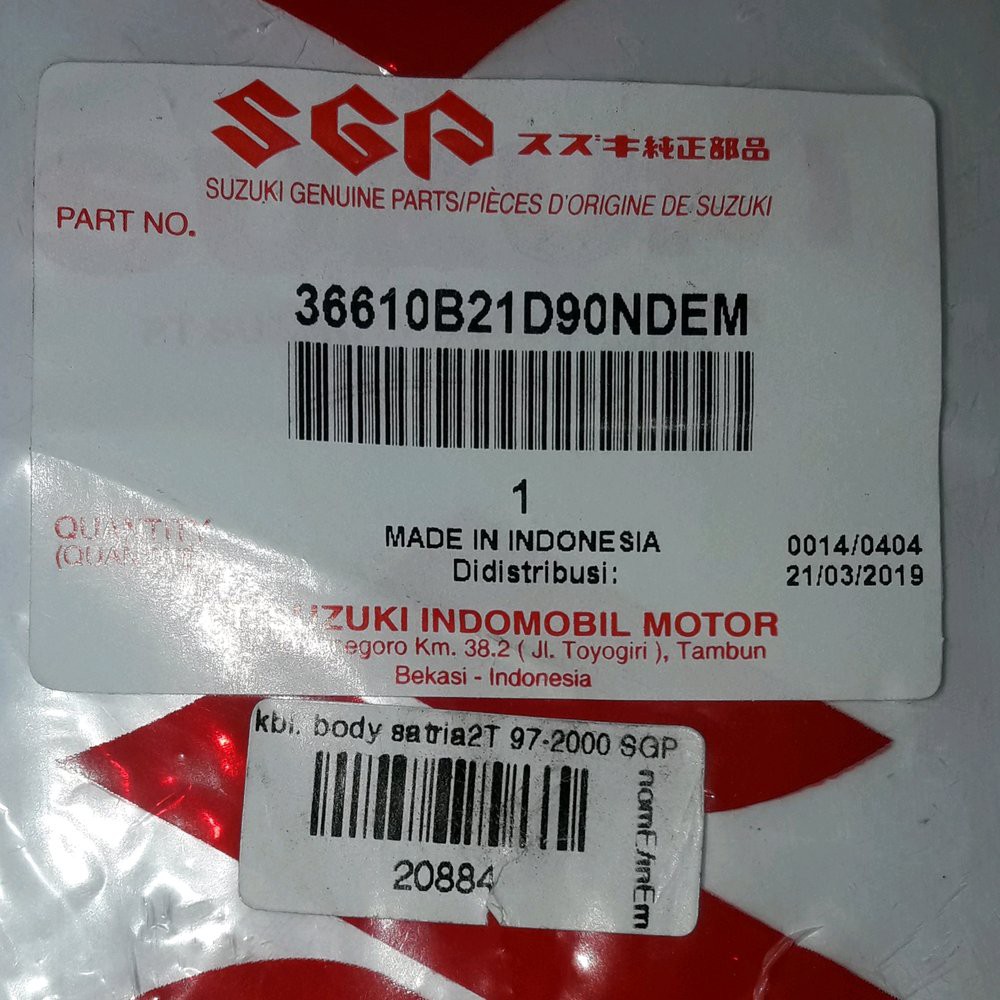 SGP スズキ純正部品
SUZUKI GENUINE PARTS/PIÈCES D'ORIGINE DE SUZUKI
PART NO.
36610B21D90NDEM
1
QUANTITY
MADE IN INDONESIA
0014/0404
Didistribusi:
21/03/2019
SUZUKI INDOMOBIL MOTOR
Km. 38.2 ( Jl. Toyogiri ), Tambun
Bekasi - Indonesia
kbl. body satria2T 97-2000 SGP
20884